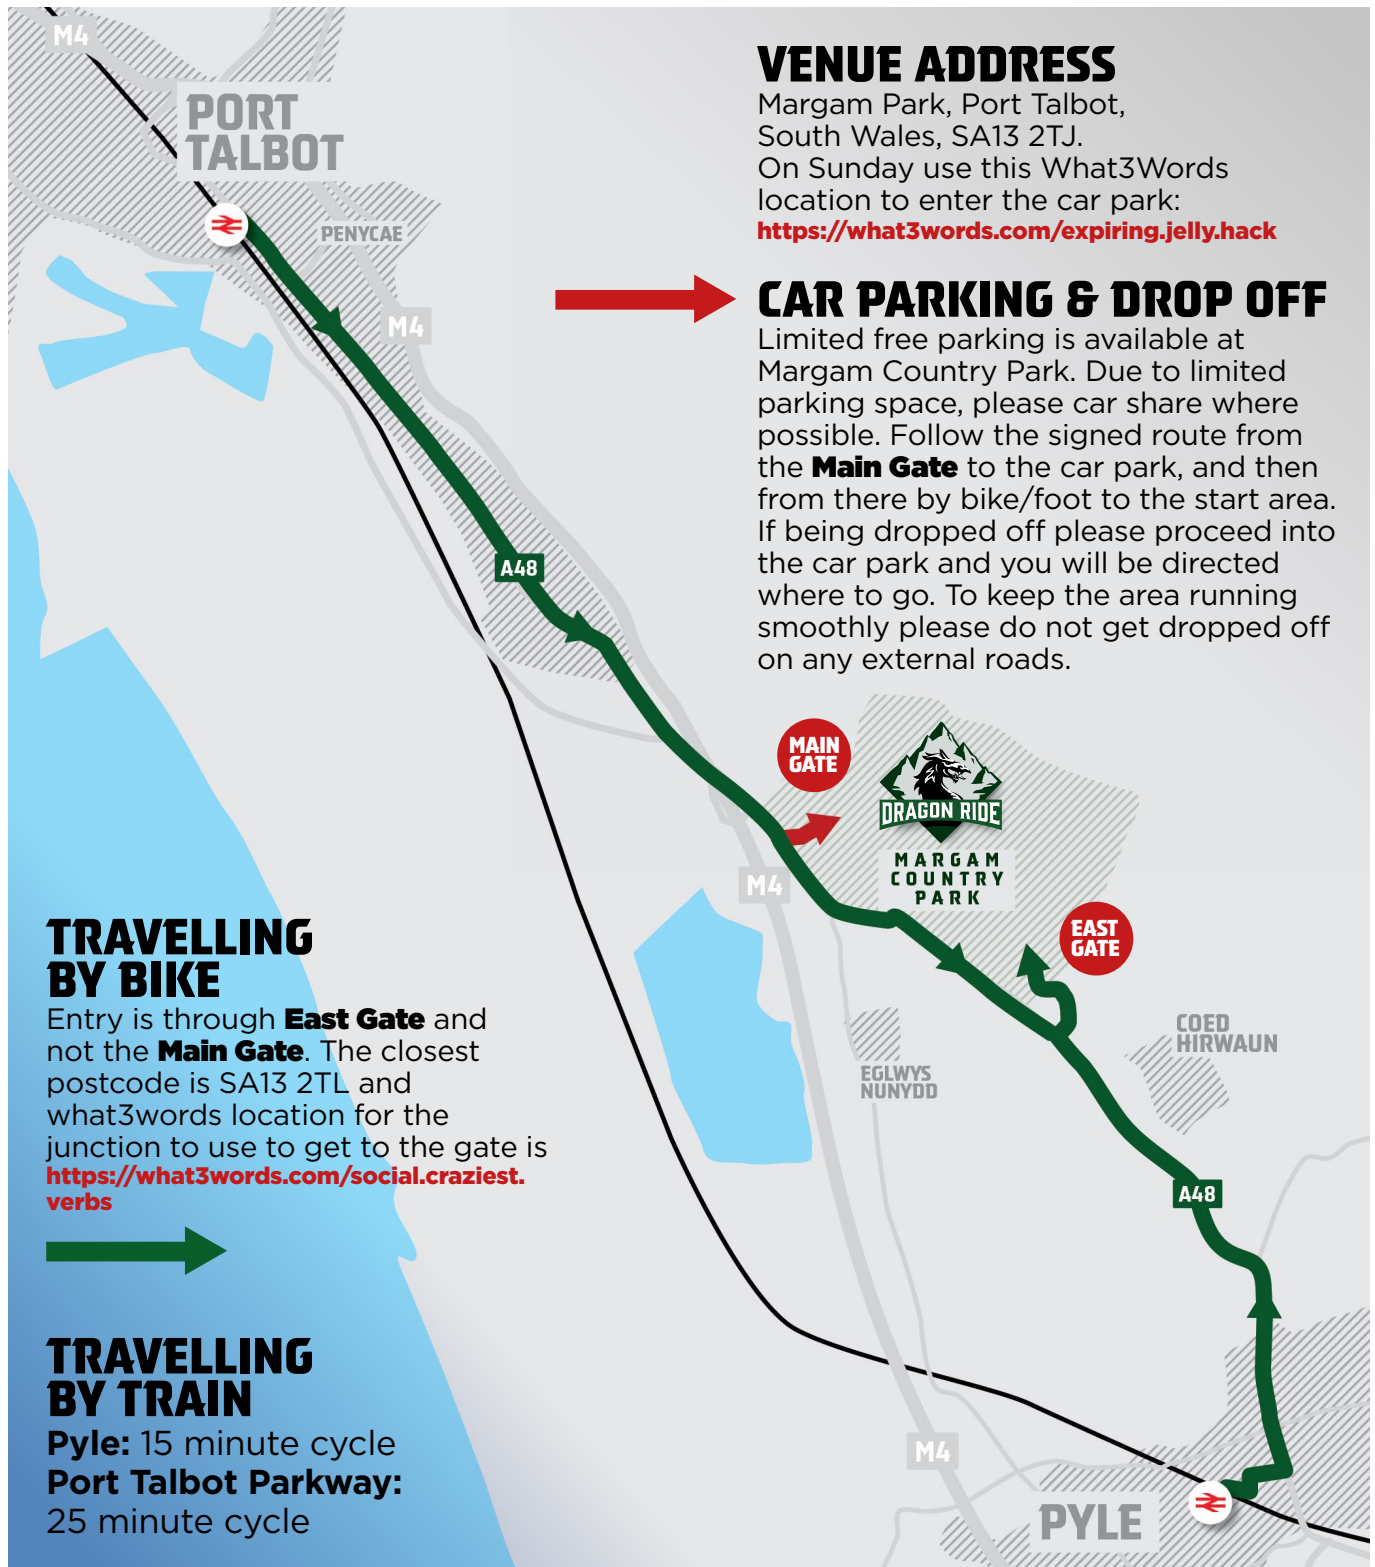 M4
PORT
TALBOT
PENYCAE
M4
VENUE ADDRESS
Margam Park, Port Talbot,
South Wales, SA13 2TJ.
On Sunday use this What3Words
location to enter the car park:
https://what3words.com/expiring.jelly.hack
CAR PARKING & DROP OFF
Limited free parking is available at
Margam Country Park. Due to limited
parking space, please car share where
possible. Follow the signed route from
the Main Gate to the car park, and then
from there by bike/foot to the start area.
If being dropped off please proceed into
the car park and you will be directed
where to go. To keep the area running
smoothly please do not get dropped off
on any external roads.
A48
MAIN
GATE
DRAGON RIDE
MARGAM
COUNTRY
PARK
M4
EAST
GATE
COED
HIRWAUN
EGLWYS
NUNYDD
A48
TRAVELLING
BY BIKE
Entry is through East Gate and
not the Main Gate. The closest
postcode is SA13 2TL and
what3words location for the
junction to use to get to the gate is
https://what3words.com/social.craziest.
verbs
TRAVELLING
BY TRAIN
Pyle: 15 minute cycle
Port Talbot Parkway:
25 minute cycle
M4
PYLE